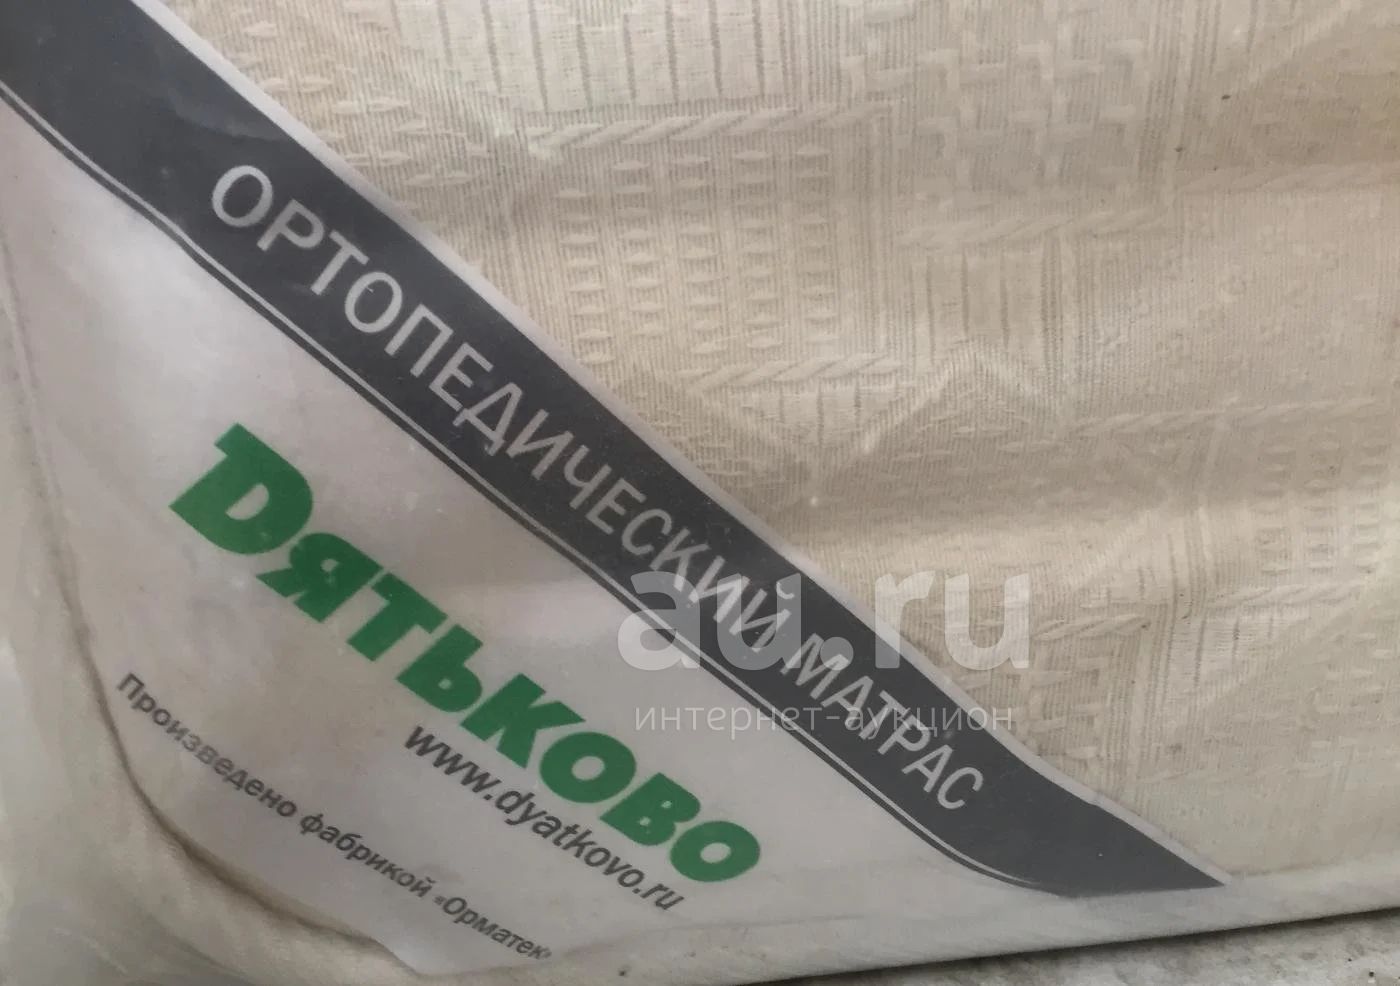 ОРТОПЕДИЧЕСКИЙ МАТРАС
Дятьково
www.dyatkovo.ru
Произведено фабрикой «Орматек»
au.ru
интернет-аукцион